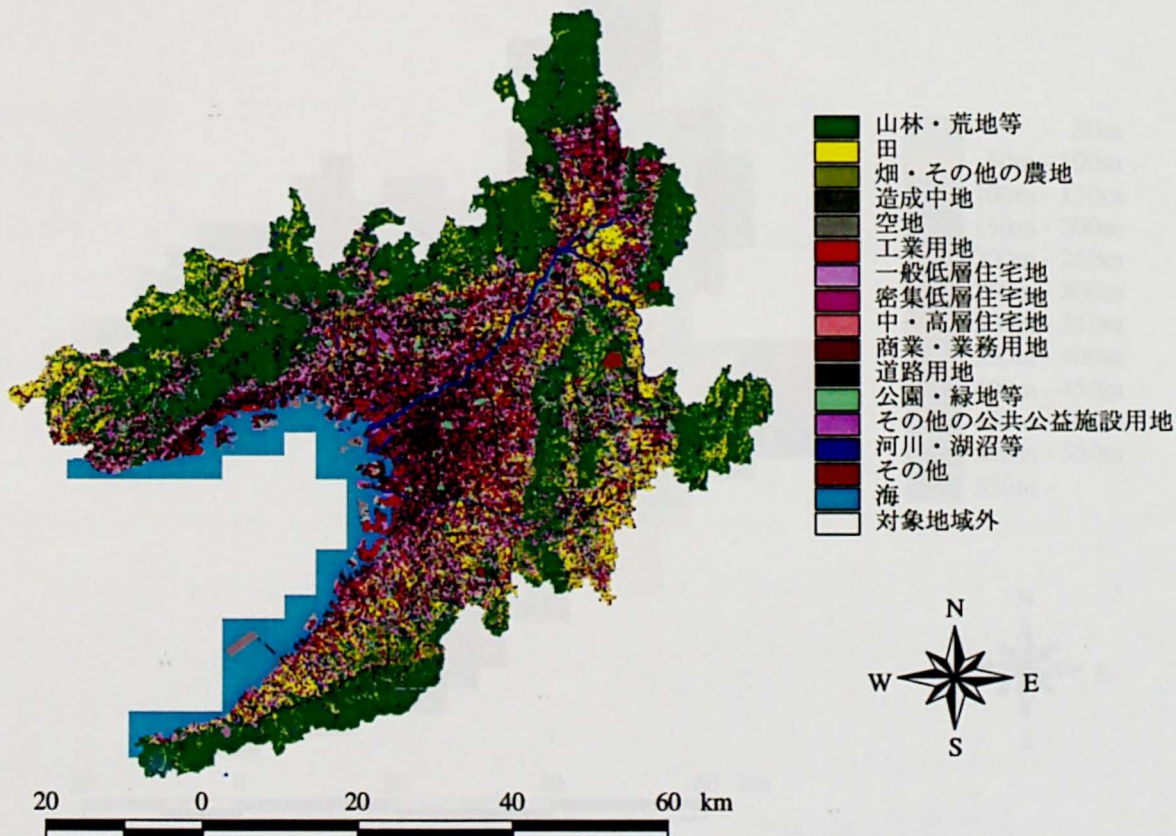 山林・荒地等
田
畑・その他の農地
造成中地
空地
工業用地
一般低層住宅地
密集低層住宅地
中・高層住宅地
商業・業務用地
道路用地
公園・緑地等
その他の公共公益施設用地
河川・湖沼等
その他
海
対象地域外
N
W E
S
20 0 20 40 60 km